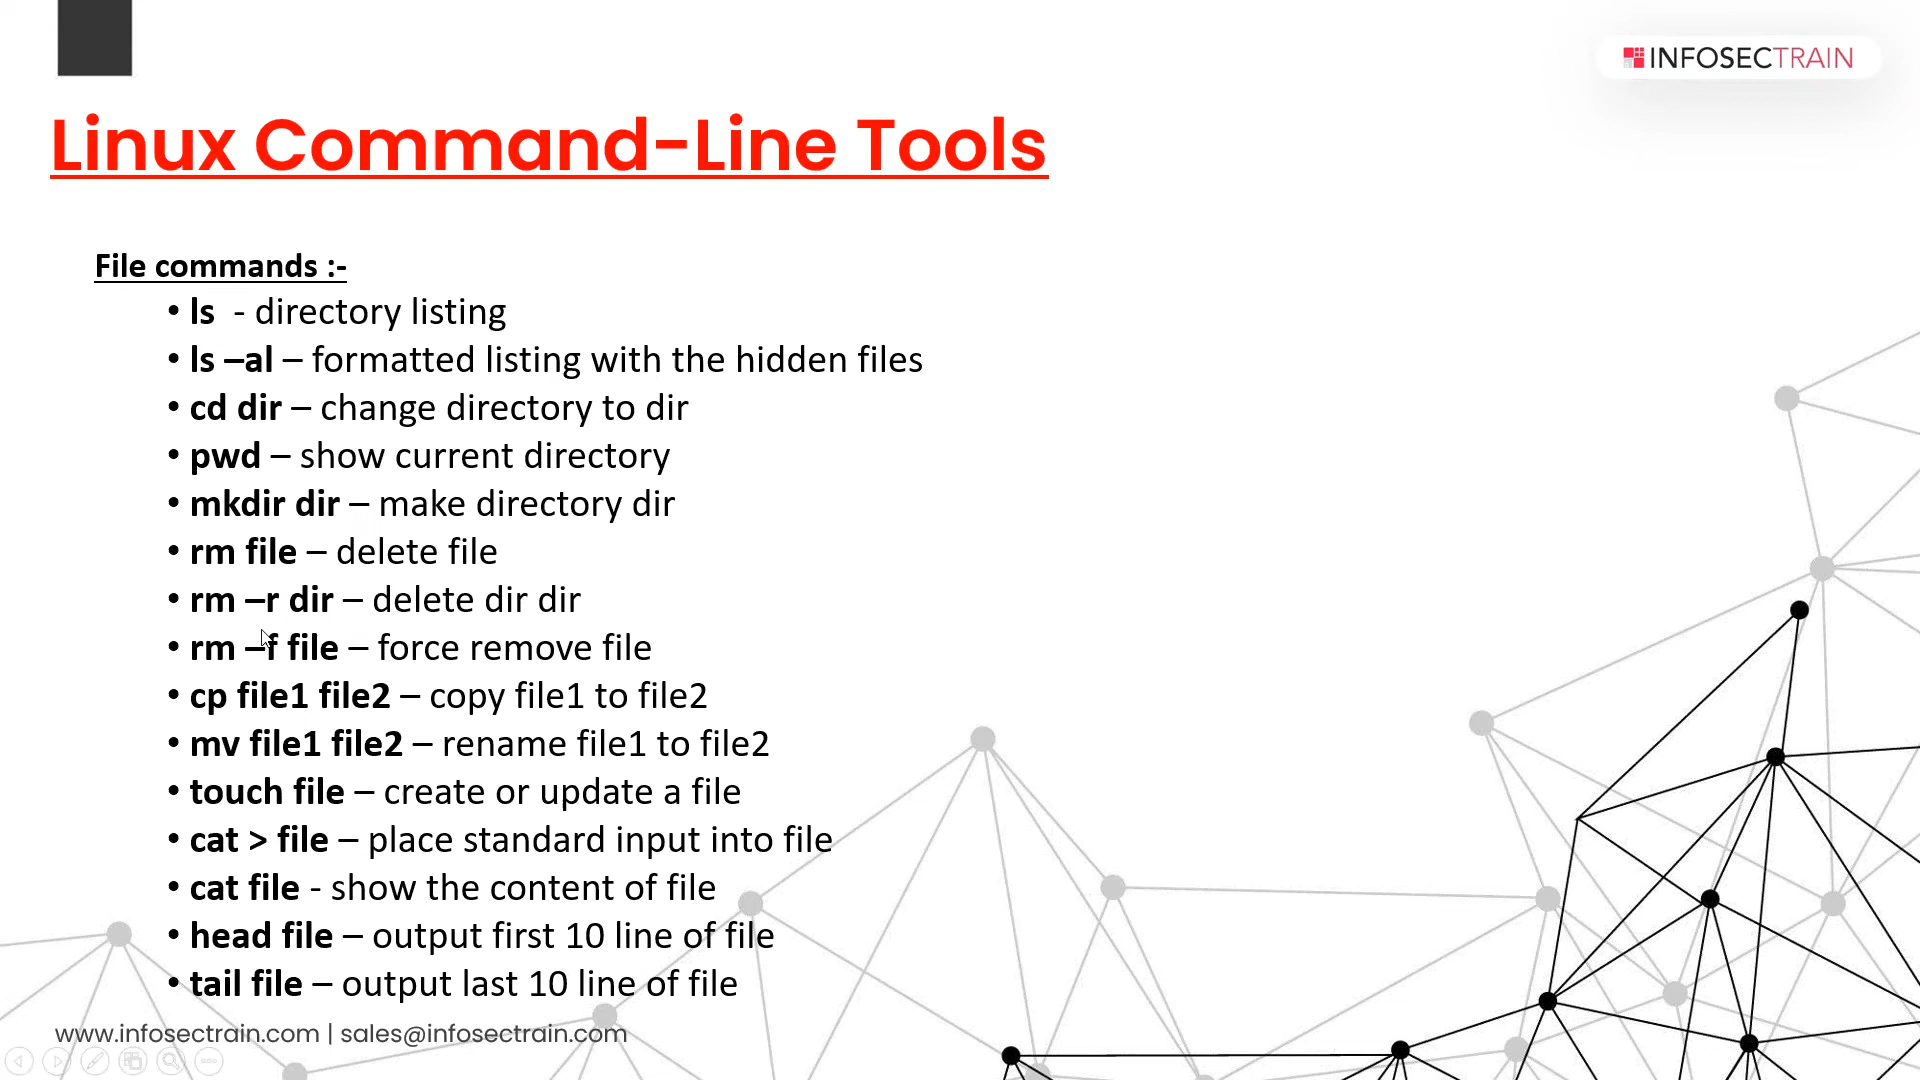 INFOSECTRAIN
Linux Command-Line Tools
File commands :-
• ls  - directory listing
• ls –al – formatted listing with the hidden files
• cd dir – change directory to dir
• pwd – show current directory
• mkdir dir – make directory dir
• rm file – delete file
• rm –r dir – delete dir dir
• rm –f file – force remove file
• cp file1 file2 – copy file1 to file2
• mv file1 file2 – rename file1 to file2
• touch file – create or update a file
• cat > file – place standard input into file
• cat file - show the content of file
• head file – output first 10 line of file
• tail file – output last 10 line of file
www.infosectrain.com | sales@infosectrain.com